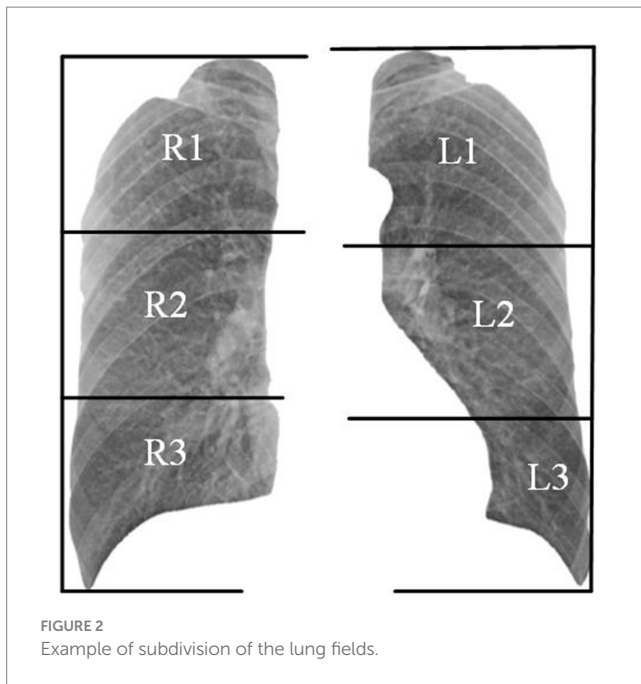 R1
L1
R2
L2
R3
L3
FIGURE 2
Example of subdivision of the lung fields.